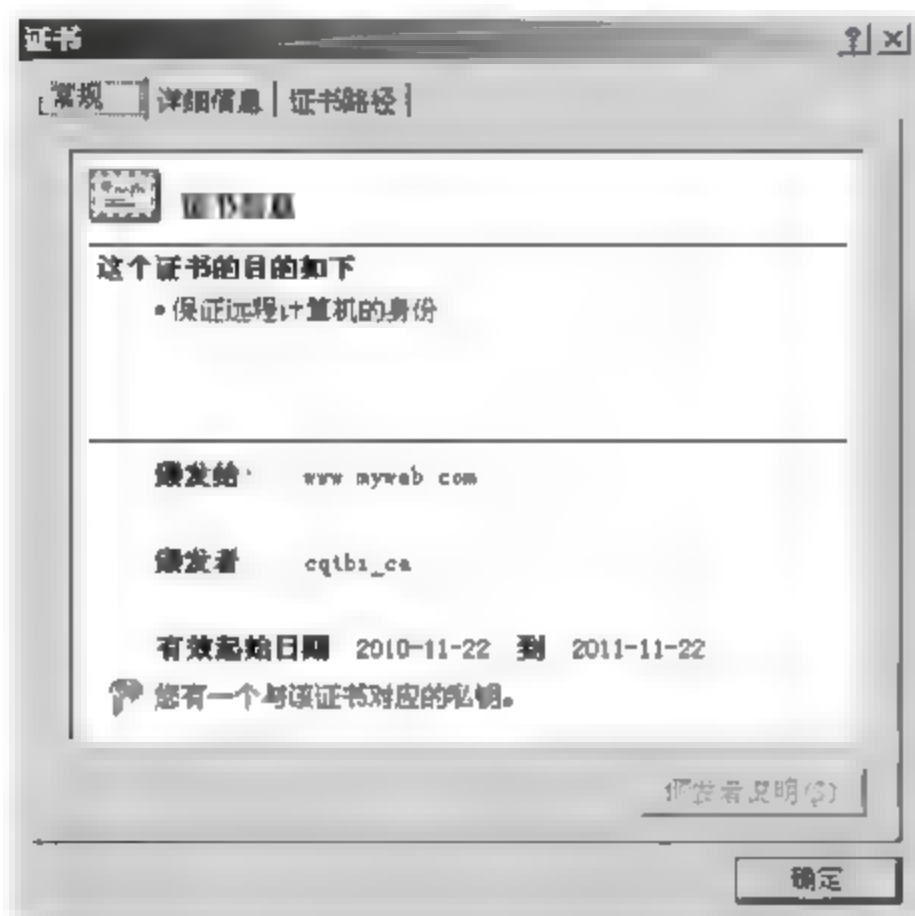 证书
常规 详细信息 证书路径
证书信息
这个证书的目的如下
•保证远程计算机的身份
颁发给: www myweb com
颁发者 cqtbi_ca
有效起始日期 2010-11-22 到 2011-11-22
您有一个与该证书对应的私钥。
颁发者说明(S)
确定